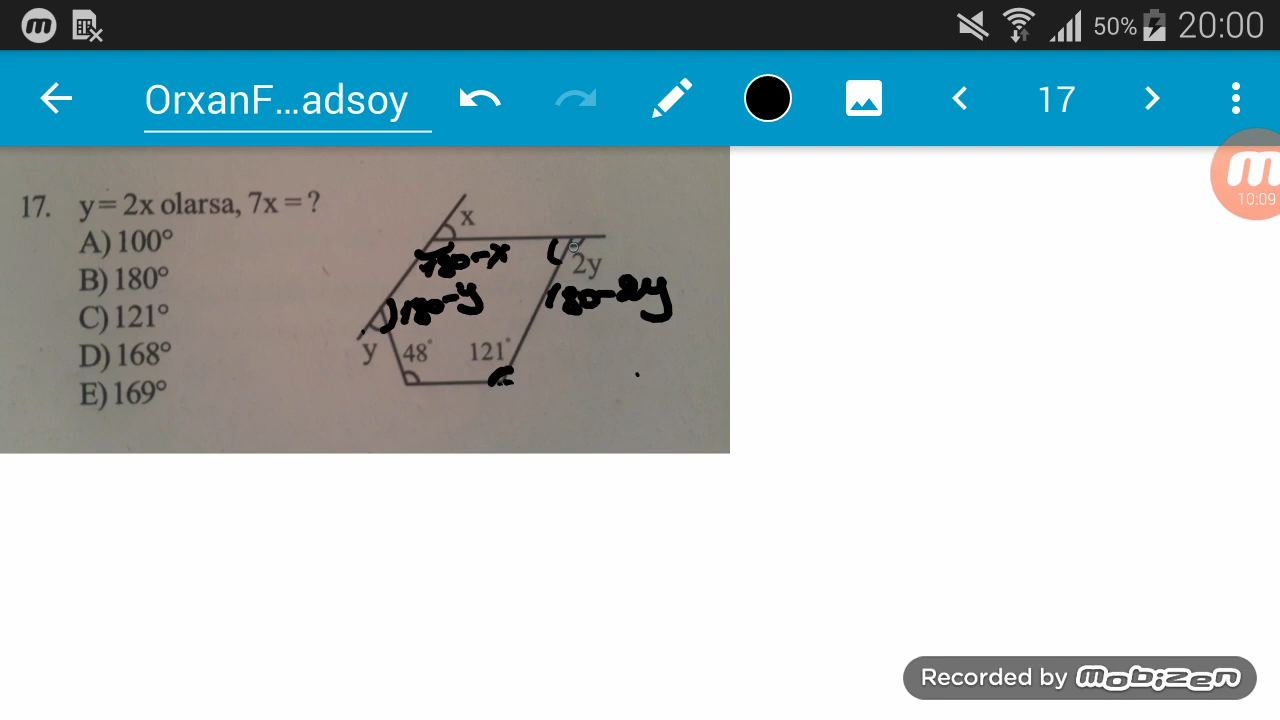 50% 20:00
OrxanF...adsoy 17
10:09
17. y = 2x olarsa, 7x = ?
A) 100°
B) 180°
C) 121°
D) 168°
E) 169°
x
180-x
2y
180-y
180-2y
y 48° 121°
Recorded by mobizen